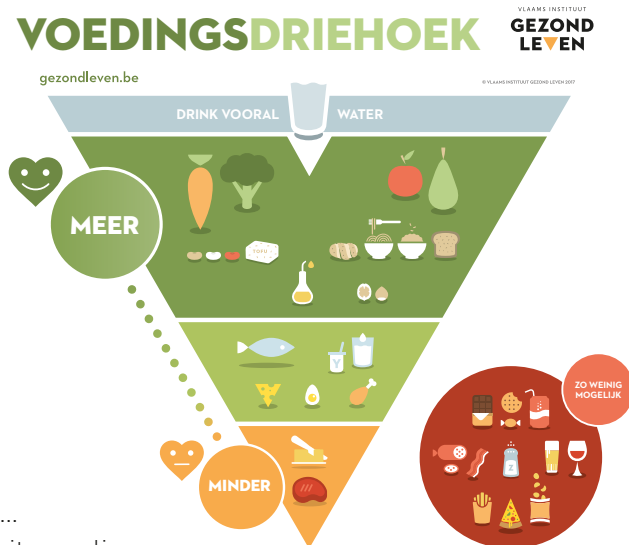 VOEDINGSDRIEHOEK
VLAAMS INSTITUUT
GEZOND
LEVEN
gezondleven.be
© VLAAMS INSTITUUT GEZOND LEVEN 2017
DRINK VOORAL WATER
MEER
TOFU
Y
ZO WEINIG
MOGELIJK
Z
MINDER
...